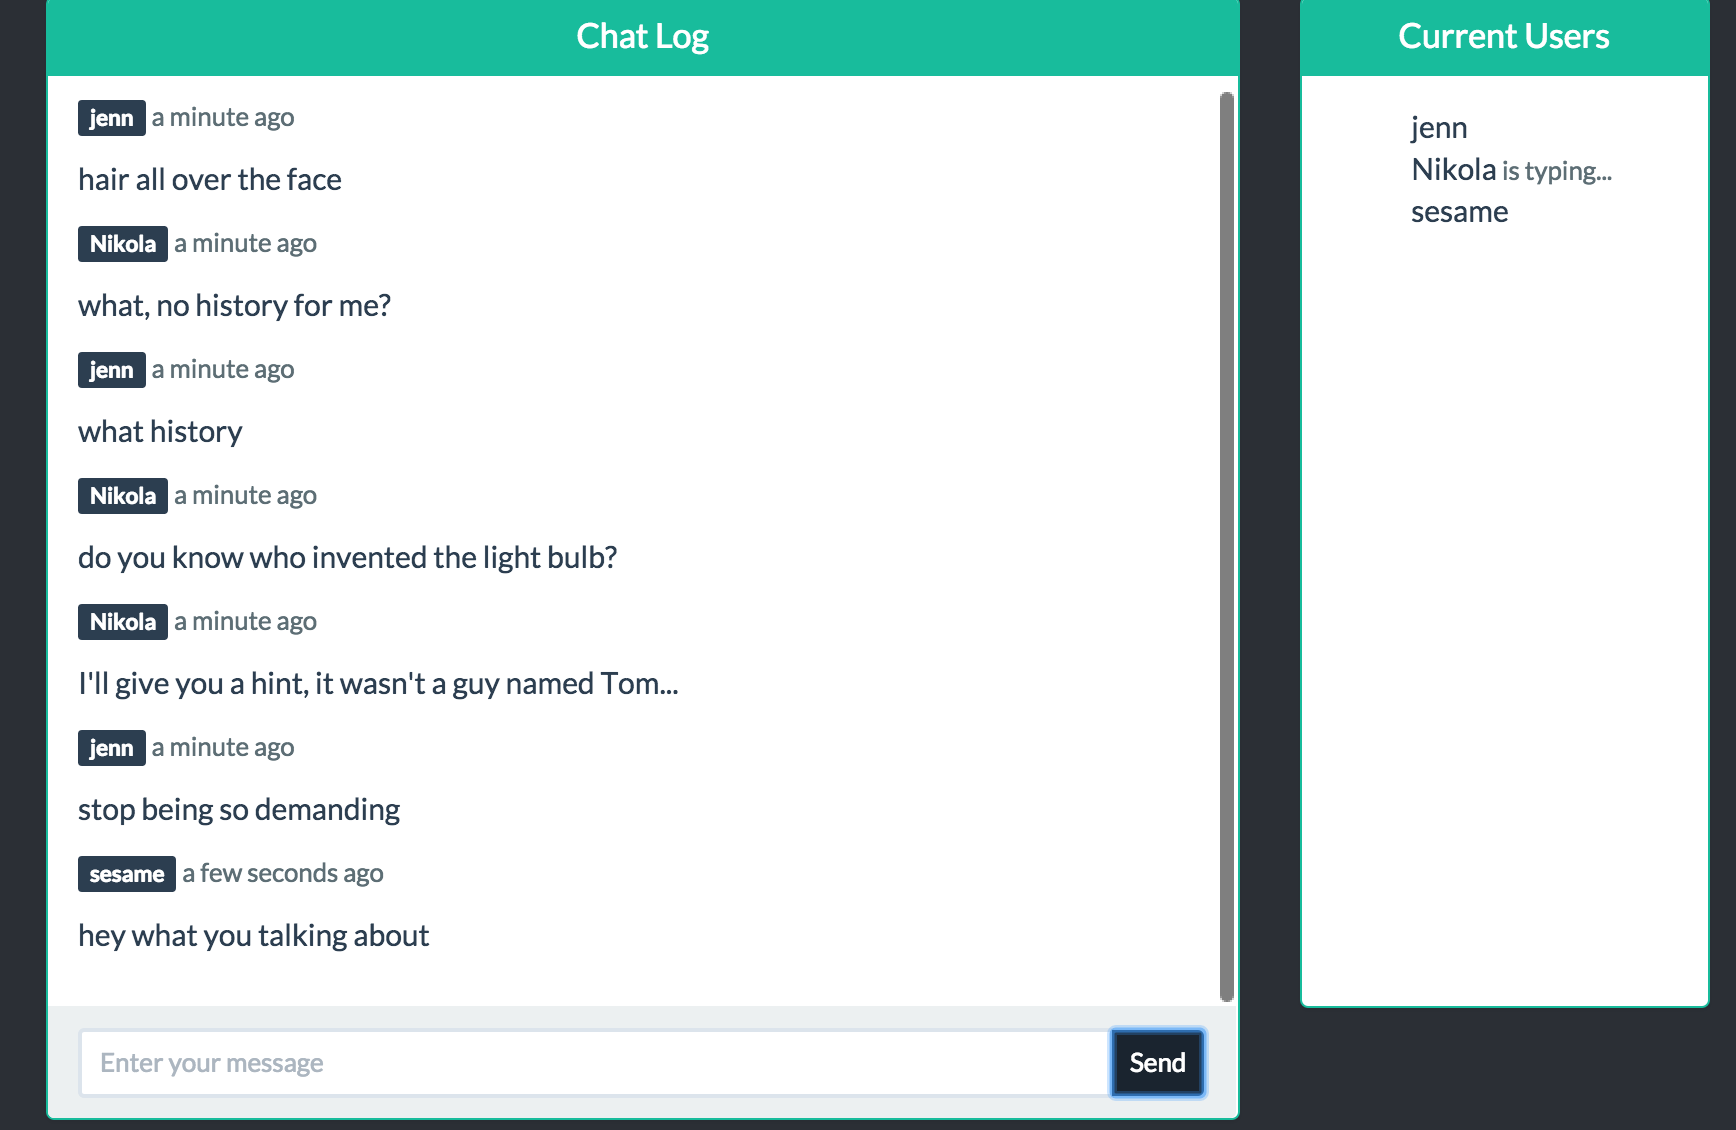 Chat Log
jenn a minute ago
hair all over the face
Nikola a minute ago
what, no history for me?
jenn a minute ago
what history
Nikola a minute ago
do you know who invented the light bulb?
Nikola a minute ago
I'll give you a hint, it wasn't a guy named Tom...
jenn a minute ago
stop being so demanding
sesame a few seconds ago
hey what you talking about
Enter your message
Send
Current Users
jenn
Nikola is typing...
sesame